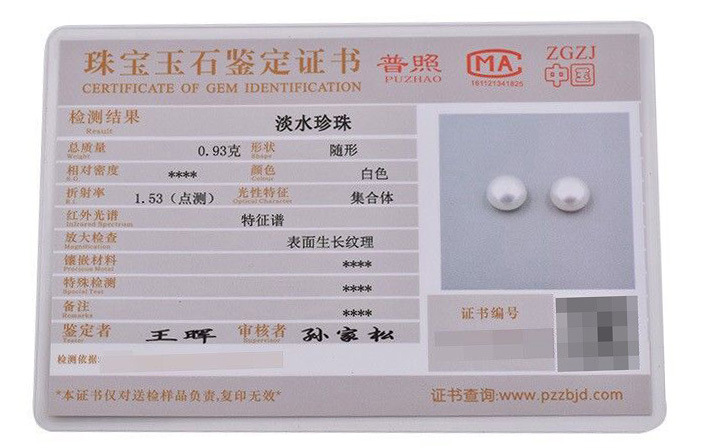 珠宝玉石鉴定证书
CERTIFICATE OF GEM IDENTIFICATION
普照
PUZHAO
MA
161121341825
ZGZJ
中国
检测结果 淡水珍珠
Result
总质量 0.93克 形状 随形
Weight Shape
相对密度 **** 颜色 白色
S.G. Colour
折射率 1.53（点测） 光性特征 集合体
R.I. Optical Character
红外光谱 特征谱
Infrared Spectrum
放大检查 表面生长纹理
Magnification
镶嵌材料 ****
Precious Metal
特殊检测 ****
Special Test
备注 ****
Remarks
鉴定者 王晖 审核者 孙家松
Supervisor
检测依据:
证书编号
*本证书仅对送检样品负责,复印无效*
证书查询:www.pzzbjd.com